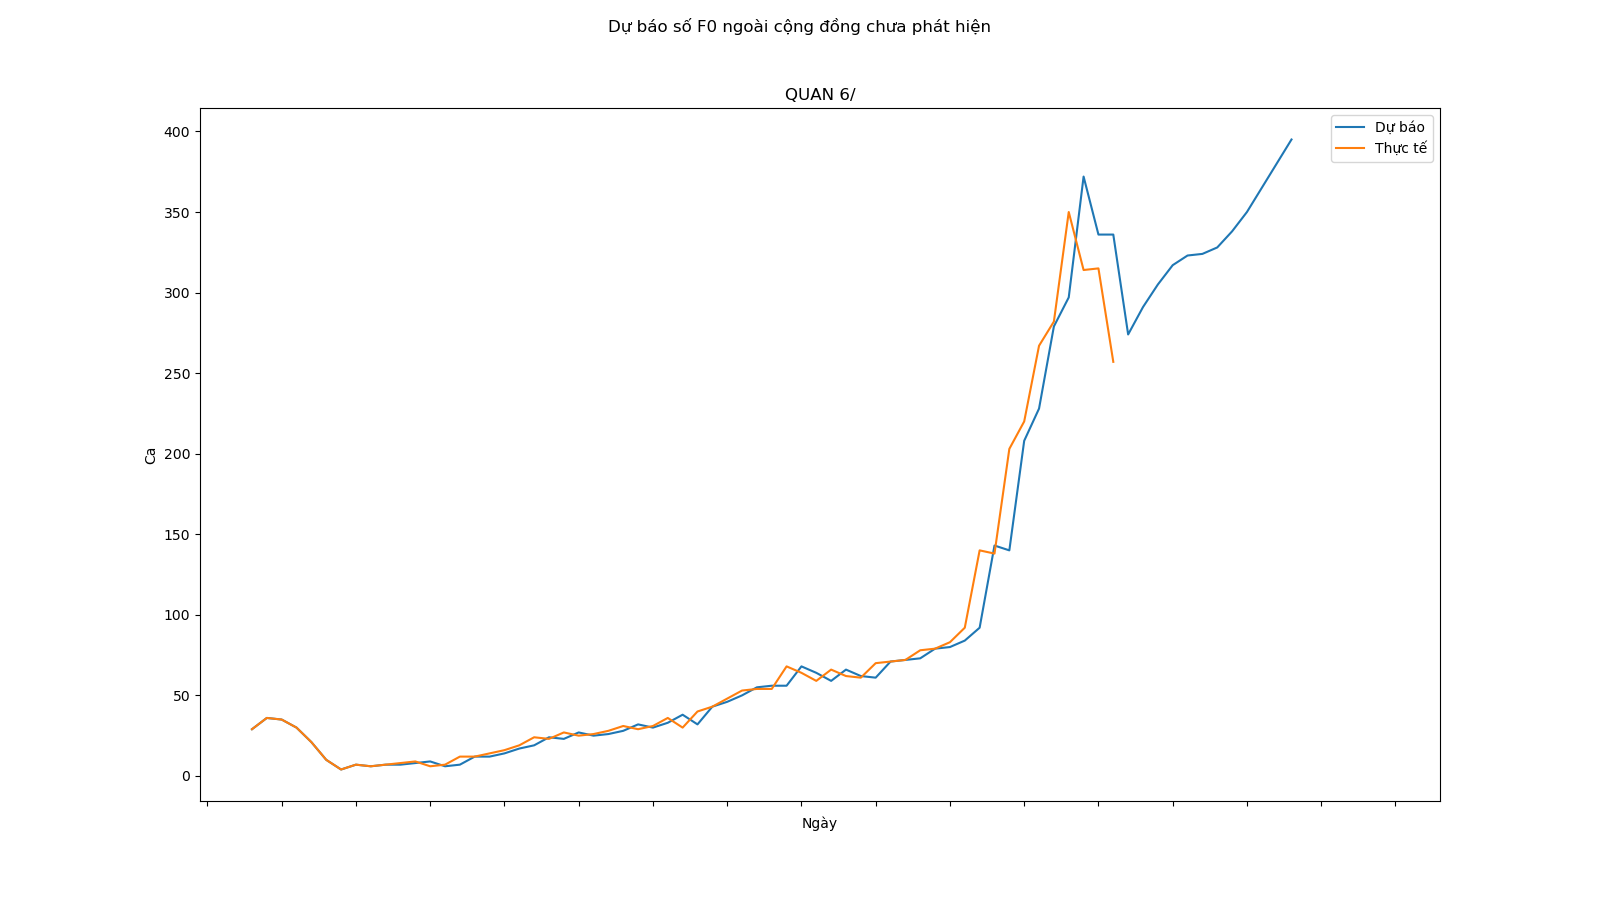 Dự báo số F0 ngoài cộng đồng chưa phát hiện
QUAN 6/
Dự báo
Thực tế
400
350
300
250
200
150
100
50
0
Ca
Ngày